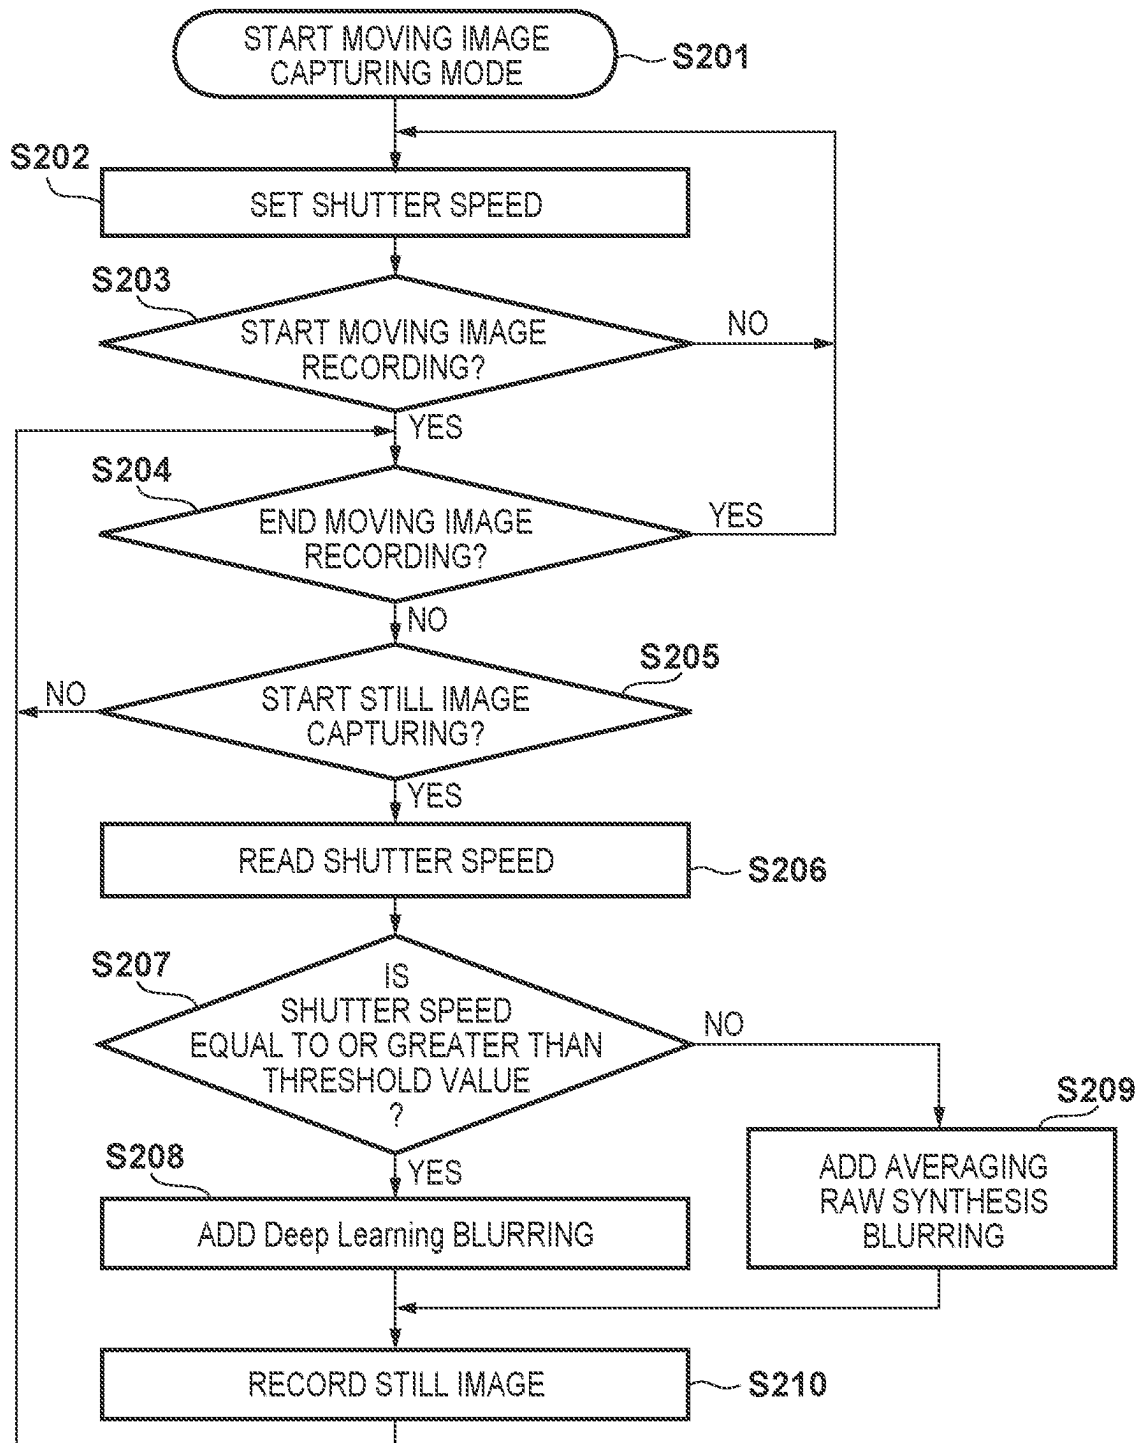 START MOVING IMAGE
CAPTURING MODE
S201
S202
SET SHUTTER SPEED
S203
START MOVING IMAGE
RECORDING?
NO
YES
S204
END MOVING IMAGE
RECORDING?
YES
NO
S205
START STILL IMAGE
CAPTURING?
NO
YES
READ SHUTTER SPEED
S206
S207
IS
SHUTTER SPEED
EQUAL TO OR GREATER THAN
THRESHOLD VALUE
?
NO
YES
S208
ADD Deep Learning BLURRING
S209
ADD AVERAGING
RAW SYNTHESIS
BLURRING
RECORD STILL IMAGE
S210